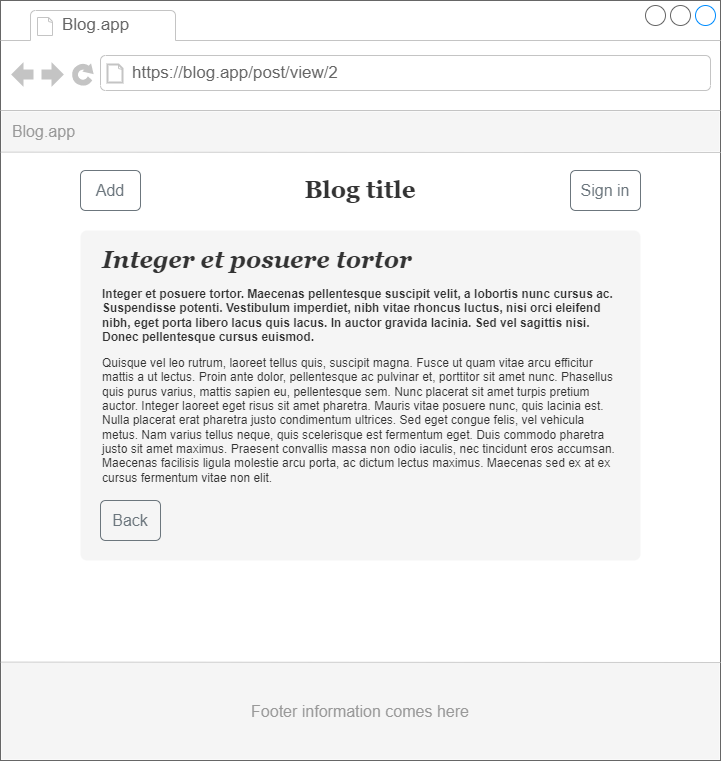 Blog.app
https://blog.app/post/view/2
Blog.app
Add
Blog title
Sign in
Integer et posuere tortor
Integer et posuere tortor. Maecenas pellentesque suscipit velit, a lobortis nunc cursus ac.
Suspendisse potenti. Vestibulum imperdiet, nibh vitae rhoncus luctus, nisi orci eleifend
nibh, eget porta libero lacus quis lacus. In auctor gravida lacinia. Sed vel sagittis nisi.
Donec pellentesque cursus euismod.
Quisque vel leo rutrum, laoreet tellus quis, suscipit magna. Fusce ut quam vitae arcu efficitur
mattis a ut lectus. Proin ante dolor, pellentesque ac pulvinar et, porttitor sit amet nunc. Phasellus
quis purus varius, mattis sapien eu, pellentesque sem. Nunc placerat sit amet turpis pretium
auctor. Integer laoreet eget risus sit amet pharetra. Mauris vitae posuere nunc, quis lacinia est.
Nulla placerat erat pharetra justo condimentum ultrices. Sed eget congue felis, vel vehicula
metus. Nam varius tellus neque, quis scelerisque est fermentum eget. Duis commodo pharetra
justo sit amet maximus. Praesent convallis massa non odio iaculis, nec tincidunt eros accumsan.
Maecenas facilisis ligula molestie arcu porta, ac dictum lectus maximus. Maecenas sed ex at ex
cursus fermentum vitae non elit.
Back
Footer information comes here